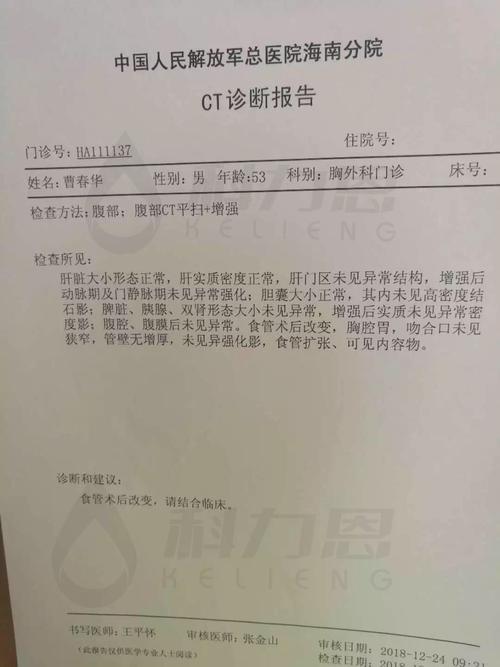 中国人民解放军总医院海南分院
CT诊断报告
门诊号: HA111137 住院号:
姓名: 曹春华 性别: 男 年龄:53 科别: 胸外科门诊 床号:
检查方法: 腹部; 腹部CT平扫+增强
科力恩
KELIENG
检查所见:
肝脏大小形态正常, 肝实质密度正常, 肝门区未见异常结构, 增强后
动脉期及门静脉期未见异常强化; 胆囊大小正常, 其内未见高密度结
石影; 脾脏、胰腺、双肾形态大小未见异常, 增强后实质未见异常密
度影; 腹腔、腹膜后未见异常。食管术后改变, 胸腔胃, 吻合口未见
狭窄, 管壁无增厚, 未见异强化影, 食管扩张、可见内容物。
诊断和建议:
食管术后改变, 请结合临床。
科力恩
KELIENG
书写医师: 王平怀 审核医师: 张金山 审核日期: 2018-12-24 09:21
(此报告仅供医学专业人士阅读) 检查日期: 2018-12